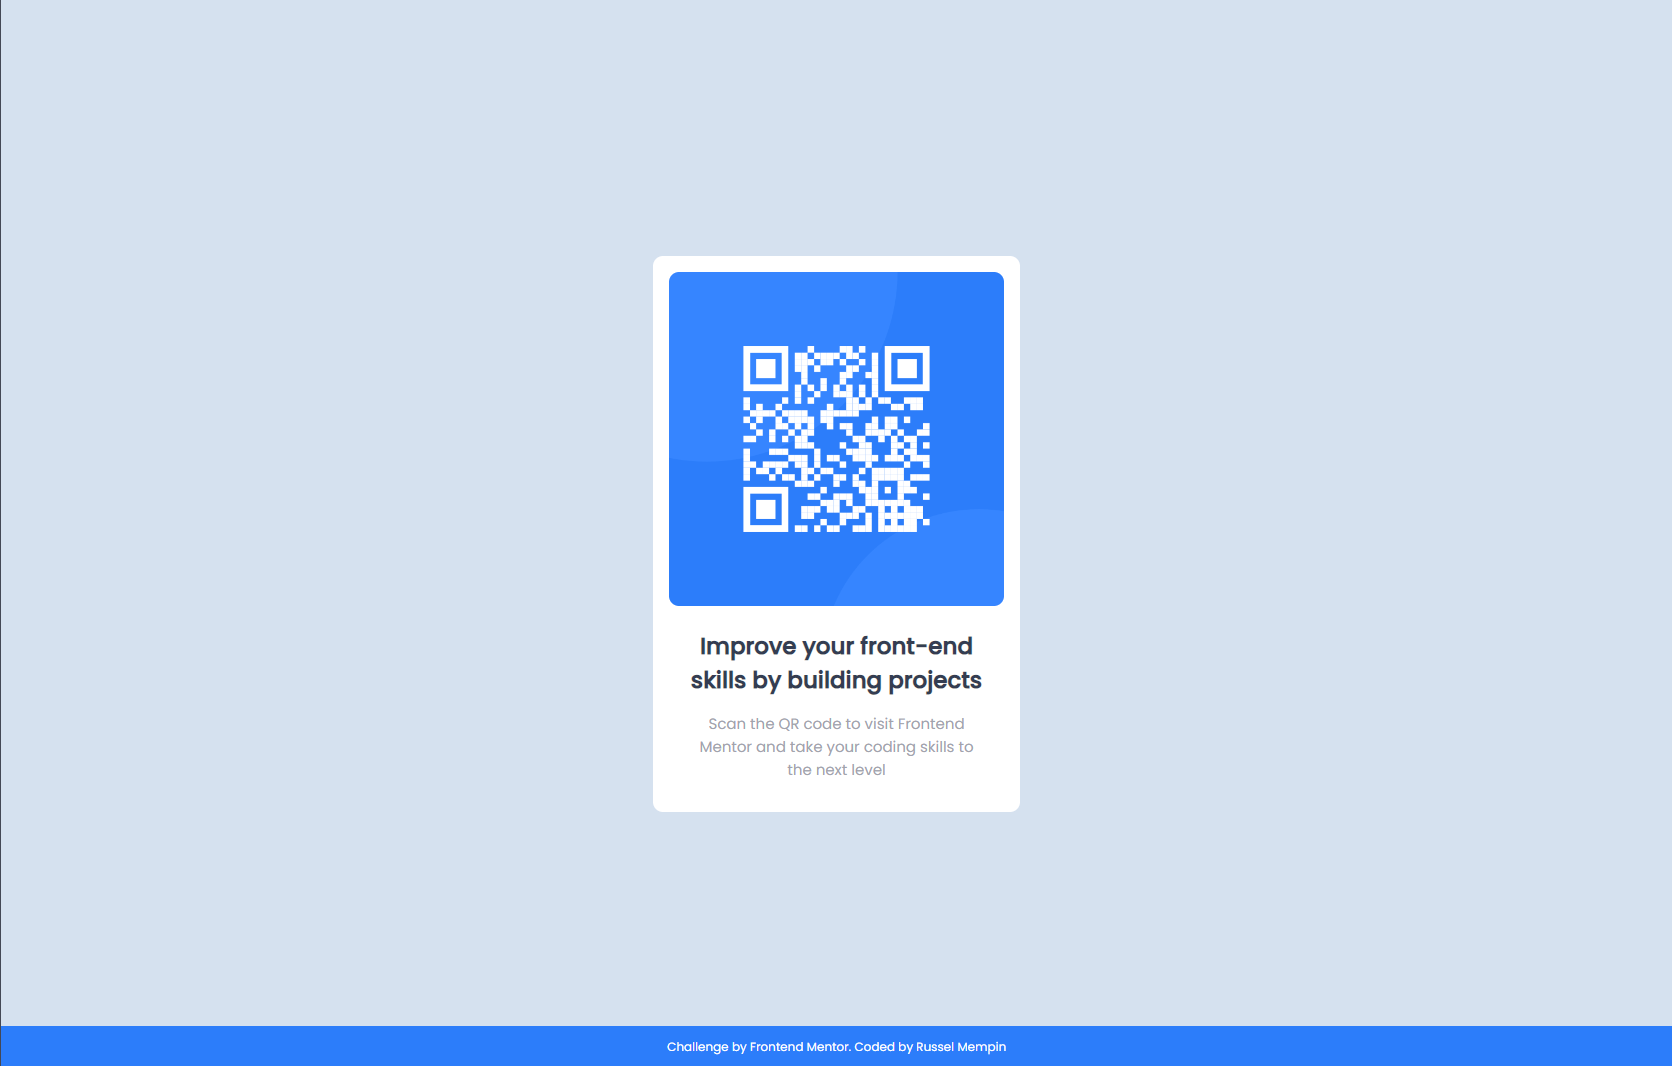 Improve your front-end
skills by building projects
Scan the QR code to visit Frontend
Mentor and take your coding skills to
the next level
Challenge by Frontend Mentor. Coded by Russel Mempin